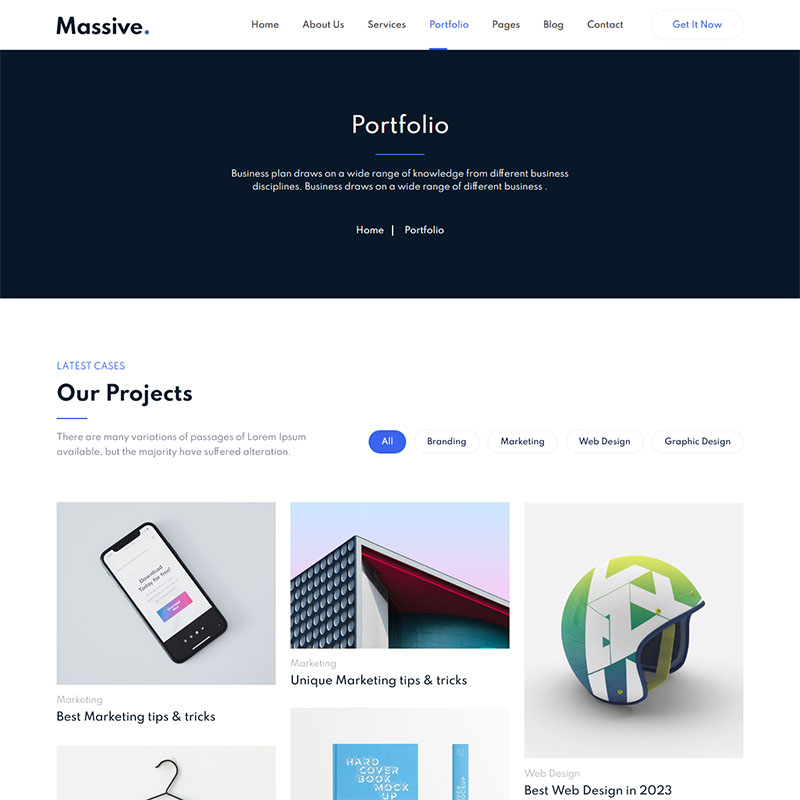 Massive.
Home About Us Services Portfolio Pages Blog Contact Get It Now
Portfolio
Business plan draws on a wide range of knowledge from different business
disciplines. Business draws on a wide range of different business .
Home | Portfolio
LATEST CASES
Our Projects
There are many variations of passages of Lorem Ipsum
available, but the majority have suffered alteration.
All Branding Marketing Web Design Graphic Design
Download
Today for free!
Marketing
Best Marketing tips & tricks
Marketing
Unique Marketing tips & tricks
HARD
COVER
BOOK
MOCK
UP
Web Design
Best Web Design in 2023